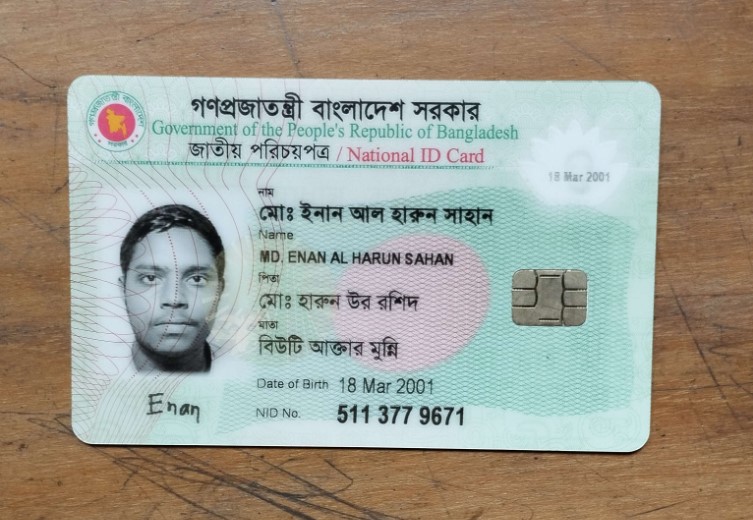 গণপ্রজাতন্ত্রী বাংলাদেশ সরকার
Government of the People's Republic of Bangladesh
জাতীয় পরিচয়পত্র / National ID Card
18 Mar 2001
নাম
মোঃ ইনান আল হারুন সাহান
Name
MD. ENAN AL HARUN SAHAN
পিতা
মোঃ হারুন উর রশিদ
মাতা
বিউটি আক্তার মুন্নি
Date of Birth 18 Mar 2001
Enan
NID No. 511 377 9671